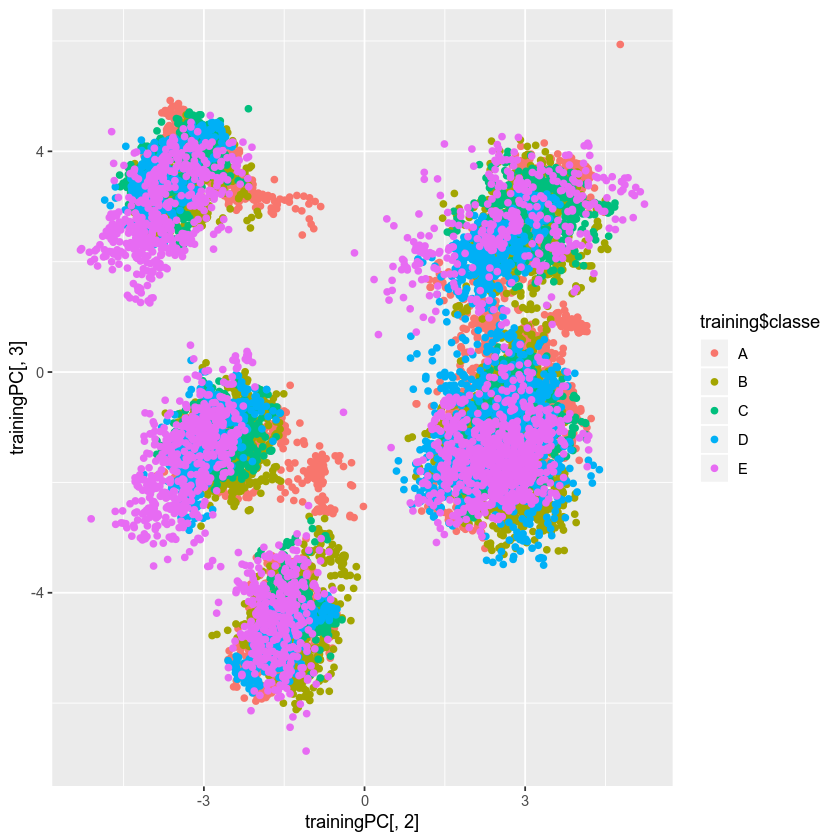 4
0
-4
-3
0
3
trainingPC[, 2]
trainingPC[, 3]
training$classe
A
B
C
D
E